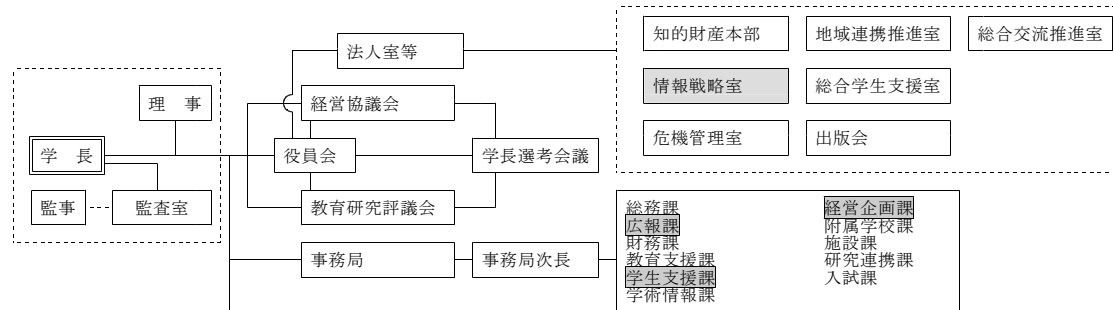 法人室等
知的財産本部
地域連携推進室
総合交流推進室
理　事
経営協議会
情報戦略室
総合学生支援室
学　長
役員会
学長選考会議
危機管理室
出版会
監事
監査室
教育研究評議会
事務局
事務局次長
総務課
広報課
財務課
教育支援課
学生支援課
学術情報課
経営企画課
附属学校課
施設課
研究連携課
入試課